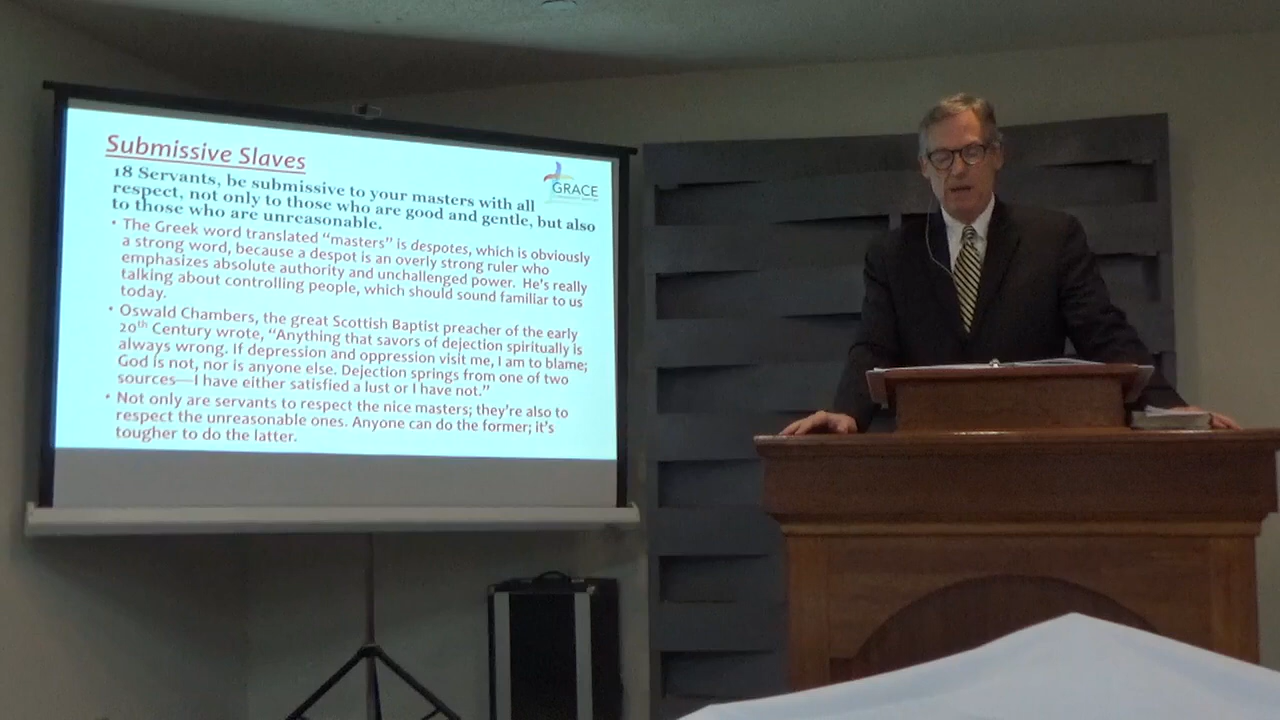 Submissive Slaves
18 Servants, be submissive to your masters with all
respect, not only to those who are good and gentle, but also
to those who are unreasonable.
GRACE
• The Greek word translated “masters” is despotes, which is obviously
a strong word, because a despot is an overly strong ruler who
emphasizes absolute authority and unchallenged power. He's really
talking about controlling people, which should sound familiar to us
today.
• Oswald Chambers, the great Scottish Baptist preacher of the early
20th Century wrote, “Anything that savors of dejection spiritually is
always wrong. If depression and oppression visit me, I am to blame;
God is not, nor is anyone else. Dejection springs from one of two
sources—I have either satisfied a lust or I have not.”
• Not only are servants to respect the nice masters; they're also to
respect the unreasonable ones. Anyone can do the former; it's
tougher to do the latter.